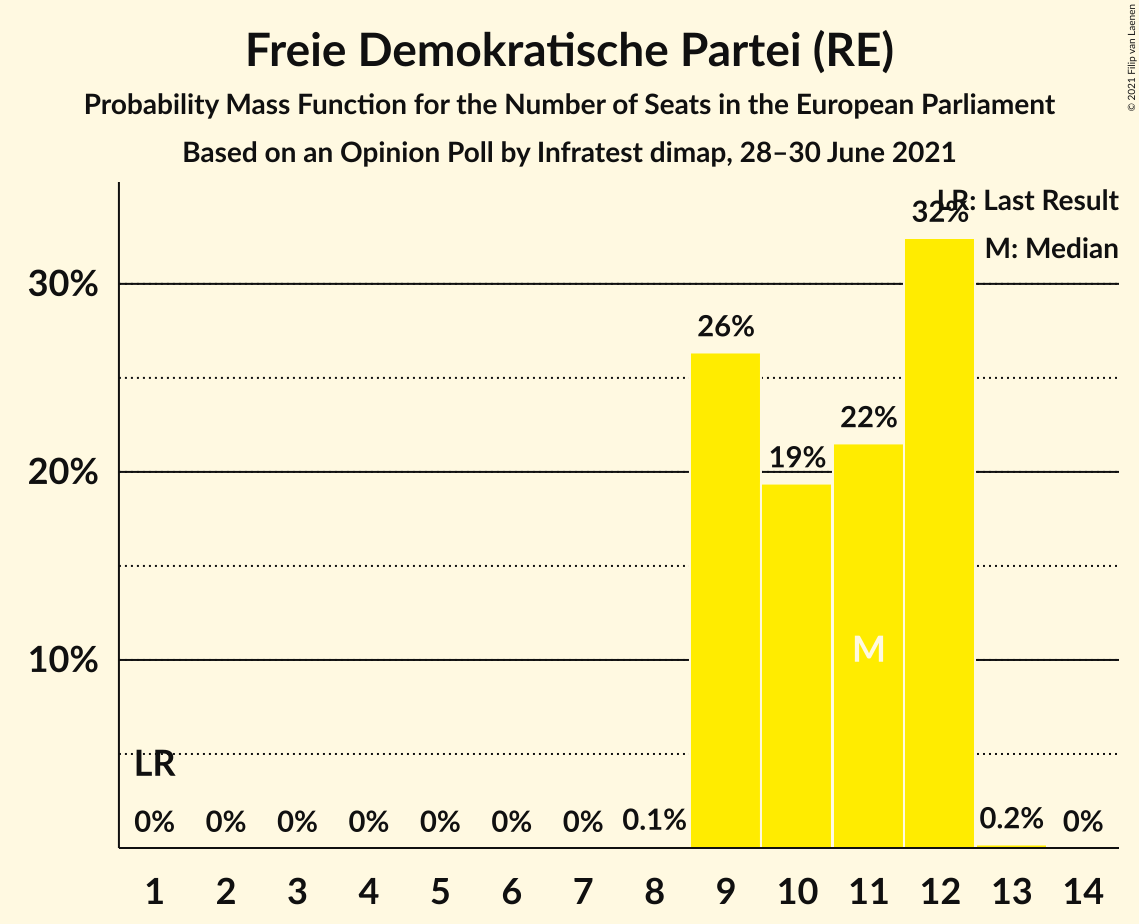 Freie Demokratische Partei (RE)
Probability Mass Function for the Number of Seats in the European Parliament
Based on an Opinion Poll by Infratest dimap, 28–30 June 2021
© 2021 Filip van Laenen
LR: Last Result
M: Median
32%
30%
26%
22%
20%
19%
10%
M
LR
0% 0% 0% 0% 0% 0% 0% 0.1% 0.2% 0%
1 2 3 4 5 6 7 8 9 10 11 12 13 14